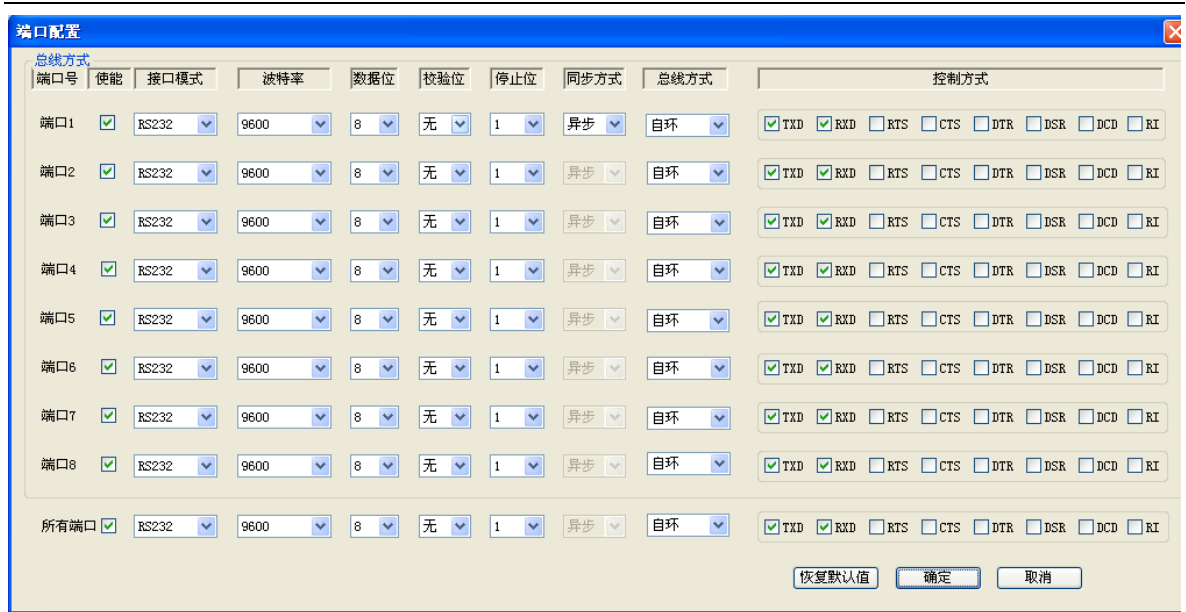 端口配置
总线方式
端口号 使能 接口模式 波特率 数据位 校验位 停止位 同步方式 总线方式 控制方式
端口1 RS232 9600 8 无 1 异步 自环 TXD RXD RTS CTS DTR DSR DCD RI
端口2 RS232 9600 8 无 1 异步 自环 TXD RXD RTS CTS DTR DSR DCD RI
端口3 RS232 9600 8 无 1 异步 自环 TXD RXD RTS CTS DTR DSR DCD RI
端口4 RS232 9600 8 无 1 异步 自环 TXD RXD RTS CTS DTR DSR DCD RI
端口5 RS232 9600 8 无 1 异步 自环 TXD RXD RTS CTS DTR DSR DCD RI
端口6 RS232 9600 8 无 1 异步 自环 TXD RXD RTS CTS DTR DSR DCD RI
端口7 RS232 9600 8 无 1 异步 自环 TXD RXD RTS CTS DTR DSR DCD RI
端口8 RS232 9600 8 无 1 异步 自环 TXD RXD RTS CTS DTR DSR DCD RI
所有端口 RS232 9600 8 无 1 异步 自环 TXD RXD RTS CTS DTR DSR DCD RI
恢复默认值 确定 取消